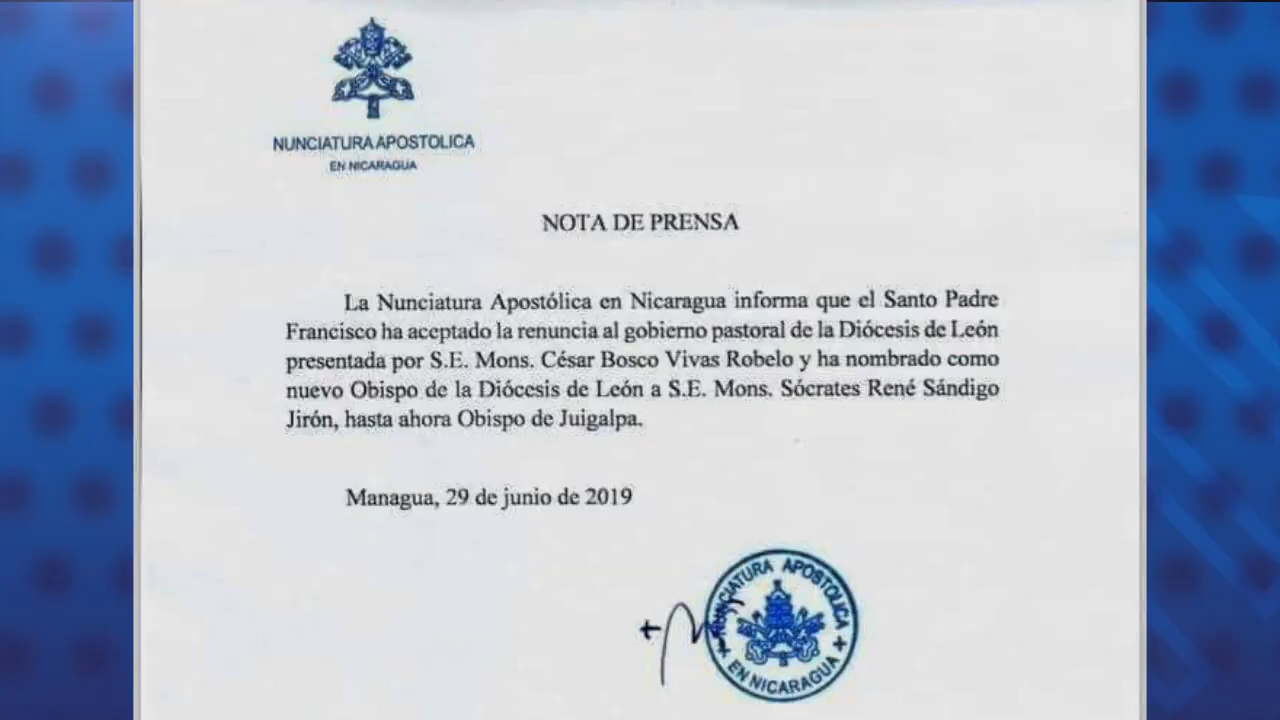 NUNCIATURA APOSTOLICA
EN NICARAGUA
NOTA DE PRENSA
La Nunciatura Apostólica en Nicaragua informa que el Santo Padre
Francisco ha aceptado la renuncia al gobierno pastoral de la Diócesis de León
presentada por S.E. Mons. César Bosco Vivas Robelo y ha nombrado como
nuevo Obispo de la Diócesis de León a S.E. Mons. Sócrates René Sándigo
Jirón, hasta ahora Obispo de Juigalpa.
Managua, 29 de junio de 2019
NUNCIATURA APOSTOLICA
EN NICARAGUA